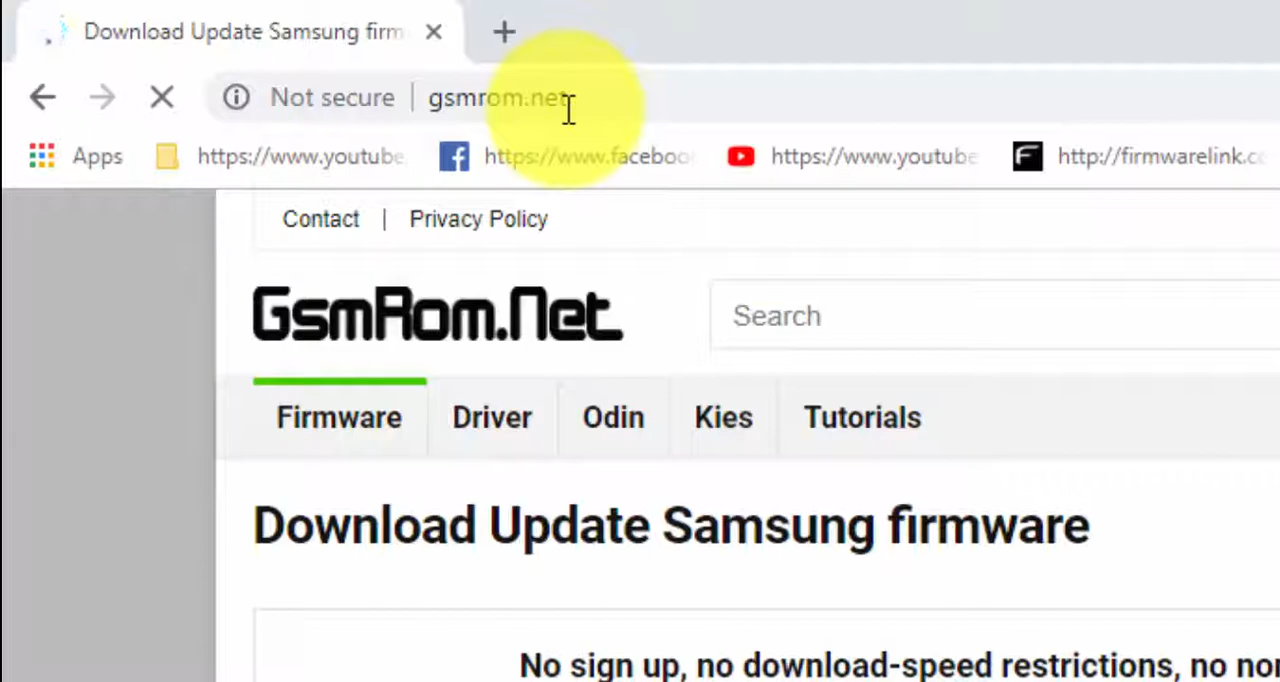 Download Update Samsung firm
Not secure | gsmrom.net
Apps https://www.youtube. https://www.faceboo https://www.youtube http://firmwarelink.c
Contact | Privacy Policy
GsmRom.Net
Search
Firmware Driver Odin Kies Tutorials
Download Update Samsung firmware
No sign up, no download-speed restrictions, no